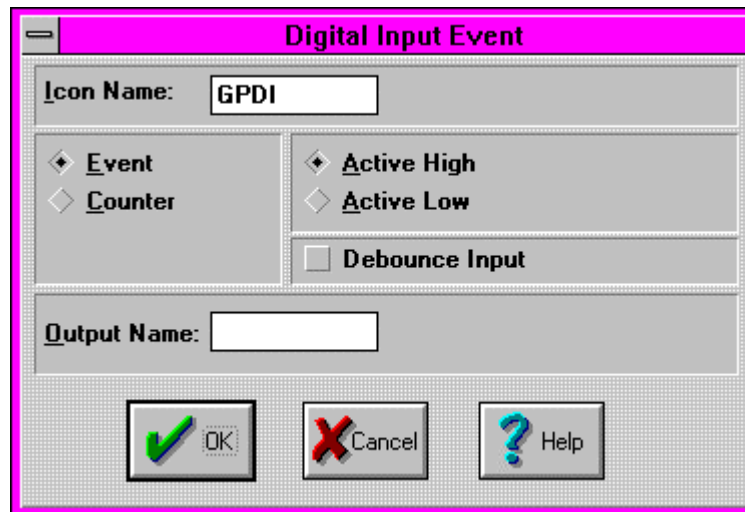 Digital Input Event
Icon Name: GPDI
Event
Counter
Active High
Active Low
Debounce Input
Output Name:
OK
Cancel
Help